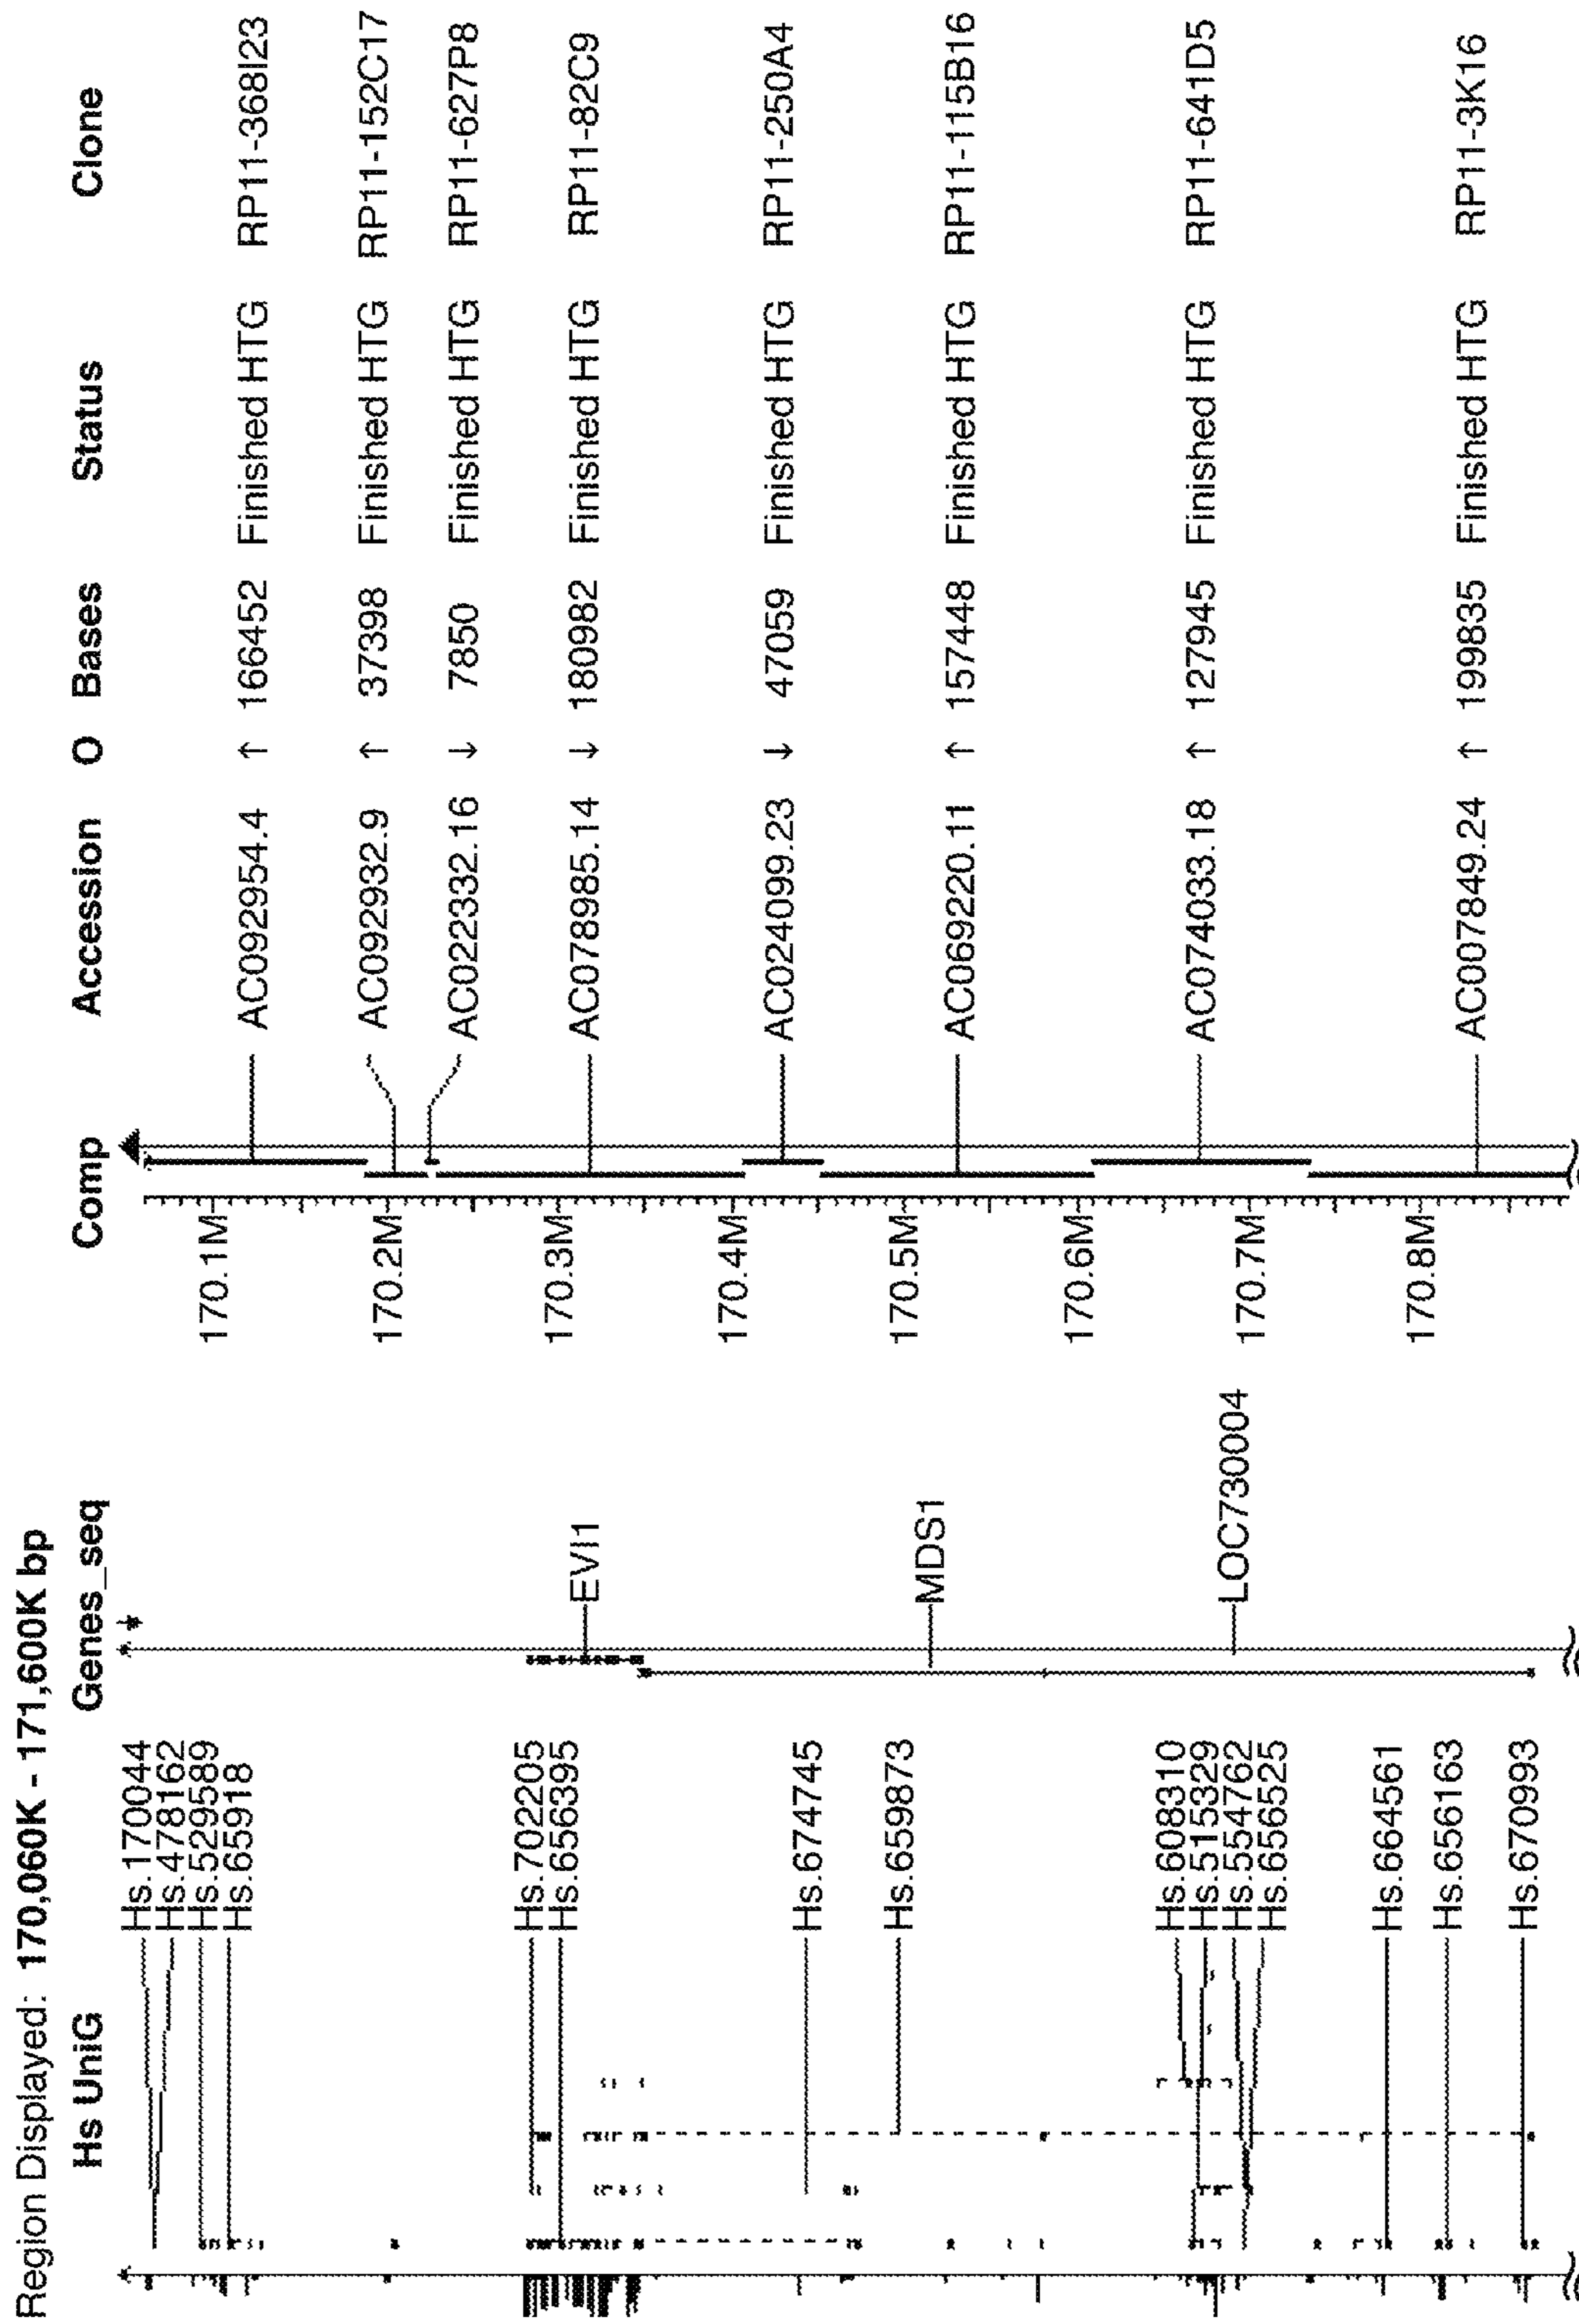 Region Displayed: 170,060K - 171,600K bp
Hs UniG Genes_seq Comp Accession O Bases Status Clone
Hs.170044
Hs.478162
Hs.529589
Hs.65918
Hs.702205
Hs.656395
Hs.674745
Hs.659873
Hs.608310
Hs.515329
Hs.554762
Hs.656525
Hs.664561
Hs.656163
Hs.670993
EVI1
MDS1
LOC730004
170.1M
170.2M
170.3M
170.4M
170.5M
170.6M
170.7M
170.8M
AC092954.4 ↑ 166452 Finished HTG RP11-368I23
AC092932.9 ↑ 37398 Finished HTG RP11-152C17
AC022332.16 ↓ 7850 Finished HTG RP11-627P8
AC078985.14 ↓ 180982 Finished HTG RP11-82C9
AC024099.23 ↓ 47059 Finished HTG RP11-250A4
AC069220.11 ↑ 157448 Finished HTG RP11-115B16
AC074033.18 ↑ 127945 Finished HTG RP11-641D5
AC007849.24 ↑ 199835 Finished HTG RP11-3K16